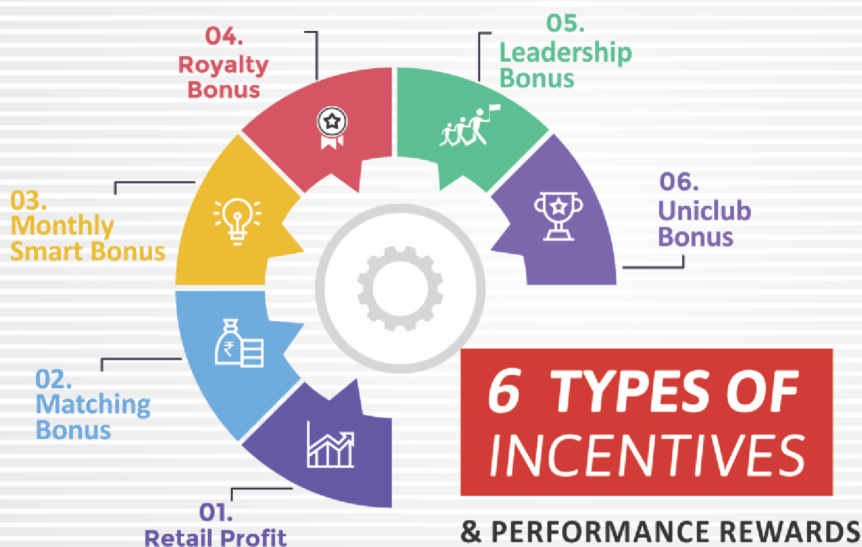 04.
Royalty
Bonus
05.
Leadership
Bonus
03.
Monthly
Smart Bonus
06.
Uniclub
Bonus
₹
02.
Matching
Bonus
01.
Retail Profit
6 TYPES OF
INCENTIVES
& PERFORMANCE REWARDS